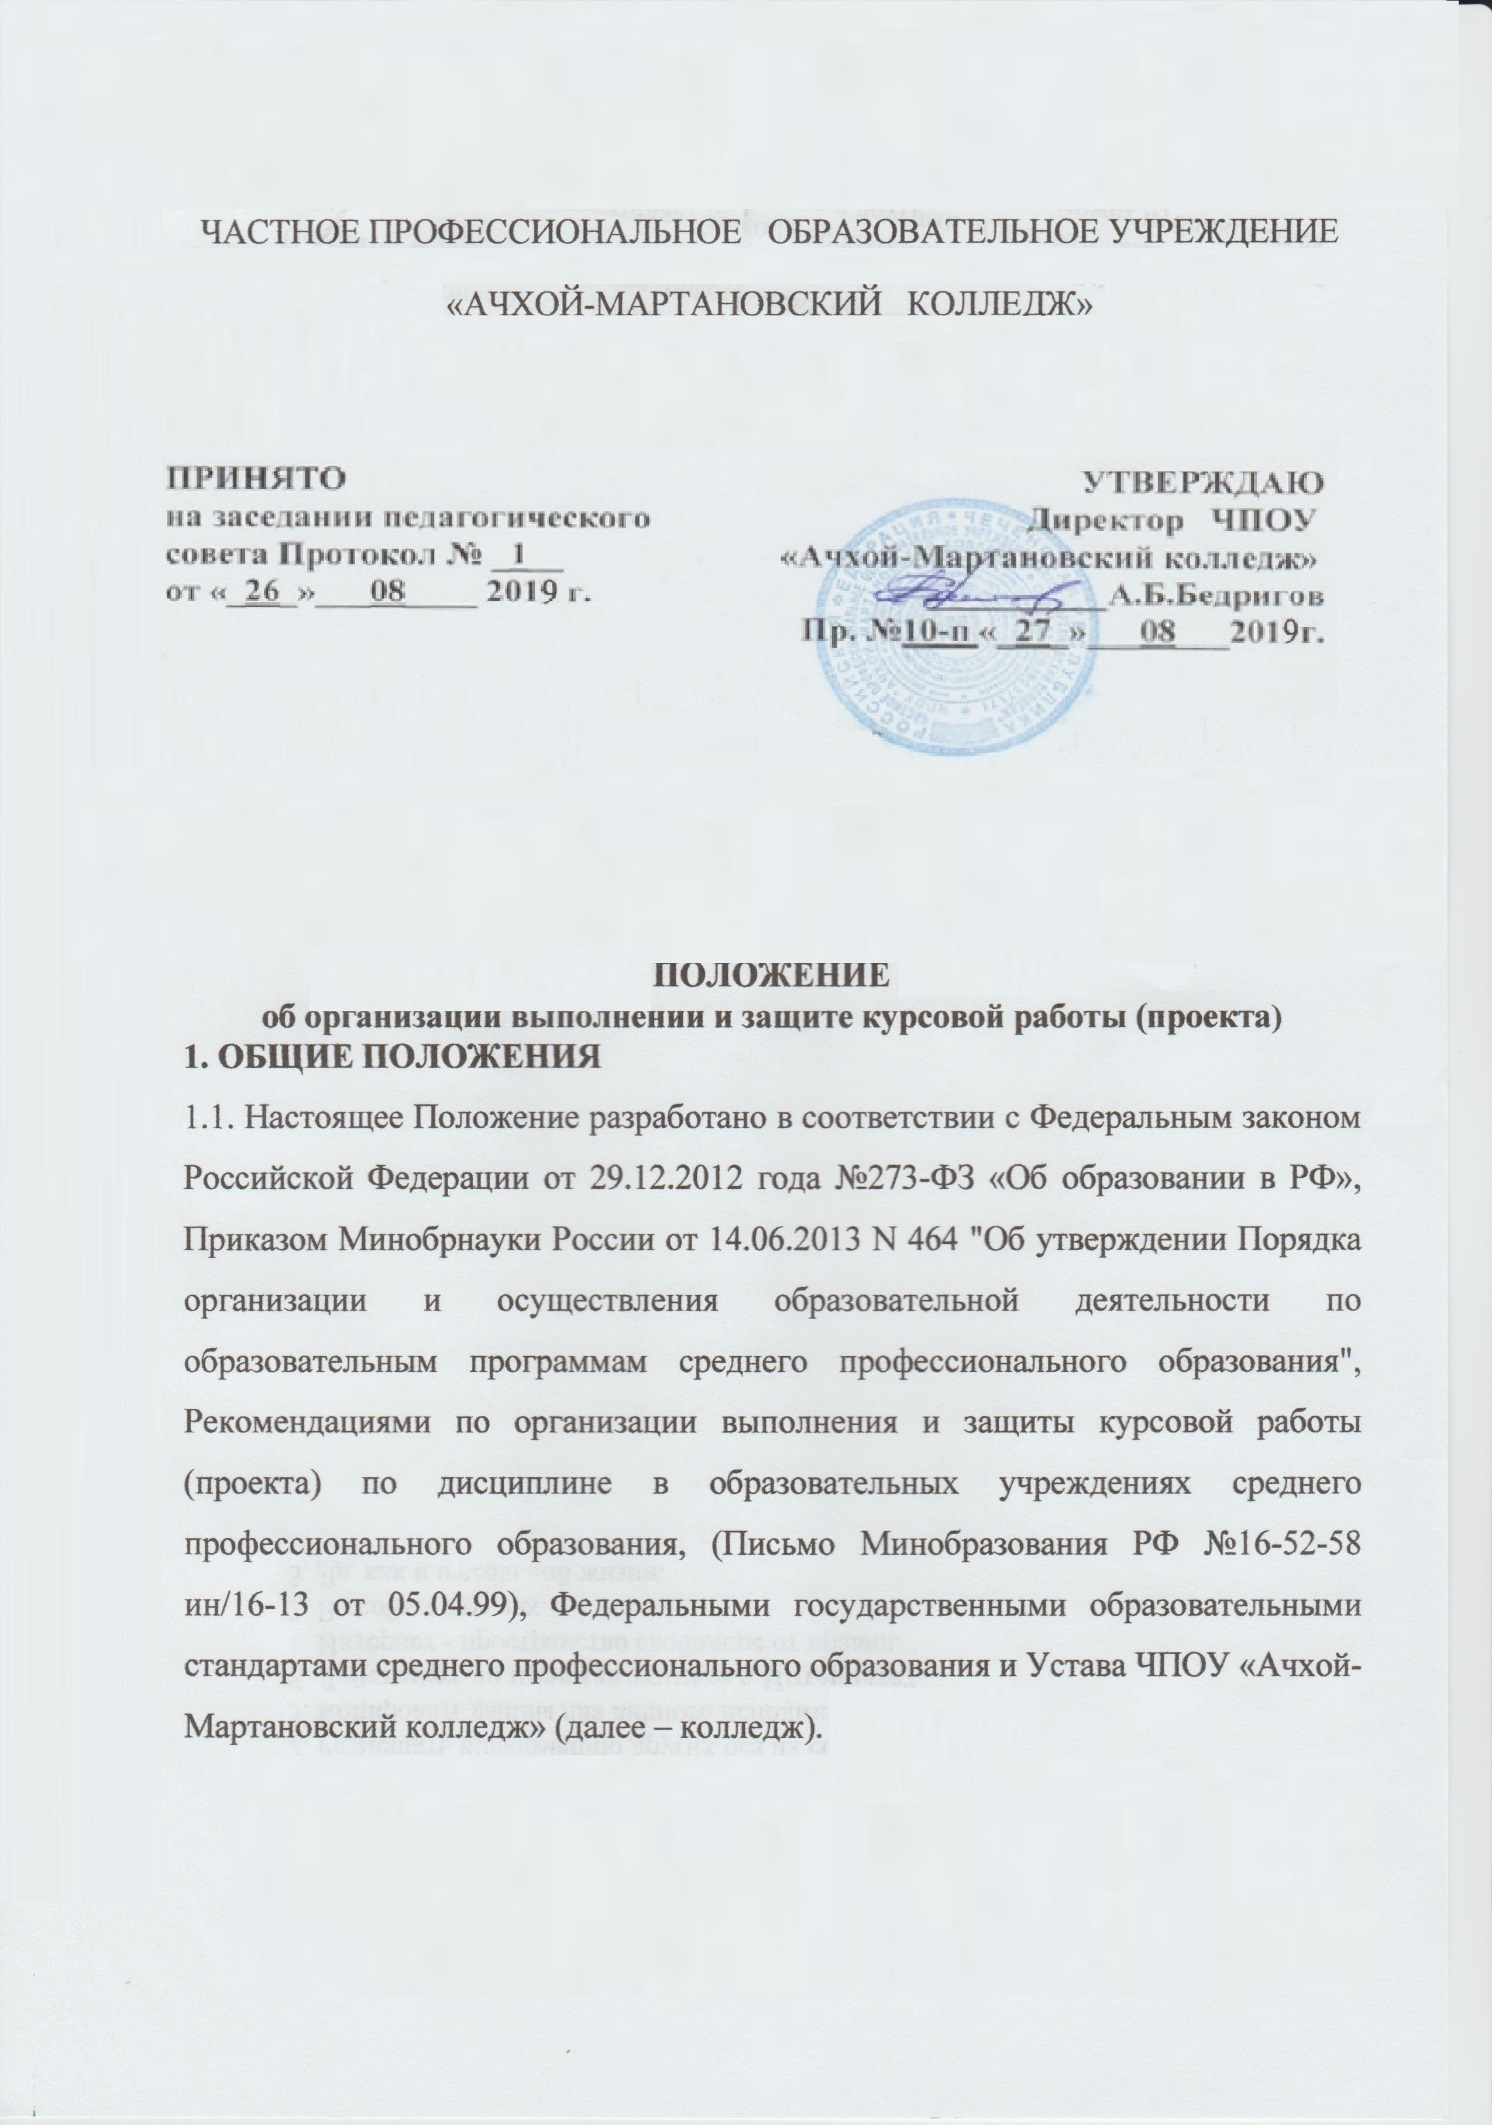 ЧАСТНОЕ ПРОФЕССИОНАЛЬНОЕ ОБРАЗОВАТЕЛЬНОЕ УЧРЕЖДЕНИЕ
«АЧХОЙ-МАРТАНОВСКИЙ КОЛЛЕДЖ»
ПРИНЯТО
на заседании педагогического
совета Протокол № 1
от «26» 08 2019 г.
УТВЕРЖДАЮ
Директор ЧПОУ
«Ачхой-Мартановский колледж»
А.Б.Бедригов
Пр. №10-п «27» 08 2019г.
ПОЛОЖЕНИЕ
об организации выполнении и защите курсовой работы (проекта)
1. ОБЩИЕ ПОЛОЖЕНИЯ
1.1. Настоящее Положение разработано в соответствии с Федеральным законом
Российской Федерации от 29.12.2012 года №273-ФЗ «Об образовании в РФ»,
Приказом Минобрнауки России от 14.06.2013 N 464 "Об утверждении Порядка
организации и осуществления образовательной деятельности по
образовательным программам среднего профессионального образования",
Рекомендациями по организации выполнения и защиты курсовой работы
(проекта) по дисциплине в образовательных учреждениях среднего
профессионального образования, (Письмо Минобразования РФ №16-52-58
ин/16-13 от 05.04.99), Федеральными государственными образовательными
стандартами среднего профессионального образования и Устава ЧПОУ «Ачхой-
Мартановский колледж» (далее – колледж).